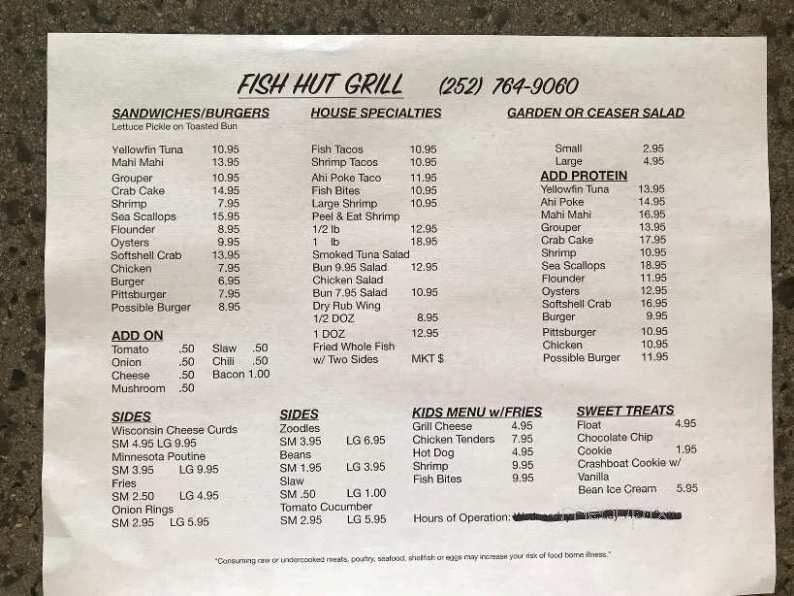 FISH HUT GRILL (252) 764-9060
SANDWICHES/BURGERS
Lettuce Pickle on Toasted Bun
Yellowfin Tuna 10.95
Mahi Mahi 13.95
Grouper 10.95
Crab Cake 14.95
Shrimp 7.95
Sea Scallops 15.95
Flounder 8.95
Oysters 9.95
Softshell Crab 13.95
Chicken 7.95
Burger 6.95
Pittsburger 7.95
Possible Burger 8.95
ADD ON
Tomato .50 Slaw .50
Onion .50 Chili .50
Cheese .50 Bacon 1.00
Mushroom .50
HOUSE SPECIALTIES
Fish Tacos 10.95
Shrimp Tacos 10.95
Ahi Poke Taco 11.95
Fish Bites 10.95
Large Shrimp 10.95
Peel & Eat Shrimp
1/2 lb 12.95
1 lb 18.95
Smoked Tuna Salad
Bun 9.95 Salad 12.95
Chicken Salad
Bun 7.95 Salad 10.95
Dry Rub Wing
1/2 DOZ 8.95
1 DOZ 12.95
Fried Whole Fish
w/ Two Sides MKT $
GARDEN OR CEASER SALAD
Small 2.95
Large 4.95
ADD PROTEIN
Yellowfin Tuna 13.95
Ahi Poke 14.95
Mahi Mahi 16.95
Grouper 13.95
Crab Cake 17.95
Shrimp 10.95
Sea Scallops 18.95
Flounder 11.95
Oysters 12.95
Softshell Crab 16.95
Burger 9.95
Pittsburger 10.95
Chicken 10.95
Possible Burger 11.95
SIDES
Wisconsin Cheese Curds
SM 4.95 LG 9.95
Minnesota Poutine
SM 3.95 LG 9.95
Fries
SM 2.50 LG 4.95
Onion Rings
SM 2.95 LG 5.95
SIDES
Zoodles
SM 3.95 LG 6.95
Beans
SM 1.95 LG 3.95
Slaw
SM .50 LG 1.00
Tomato Cucumber
SM 2.95 LG 5.95
KIDS MENU w/FRIES
Grill Cheese 4.95
Chicken Tenders 7.95
Hot Dog 4.95
Shrimp 9.95
Fish Bites 9.95
SWEET TREATS
Float 4.95
Chocolate Chip
Cookie 1.95
Crashboat Cookie w/
Vanilla
Bean Ice Cream 5.95
Hours of Operation:
"Consuming raw or undercooked meats, poultry, seafood, shellfish or eggs may increase your risk of food borne illness."